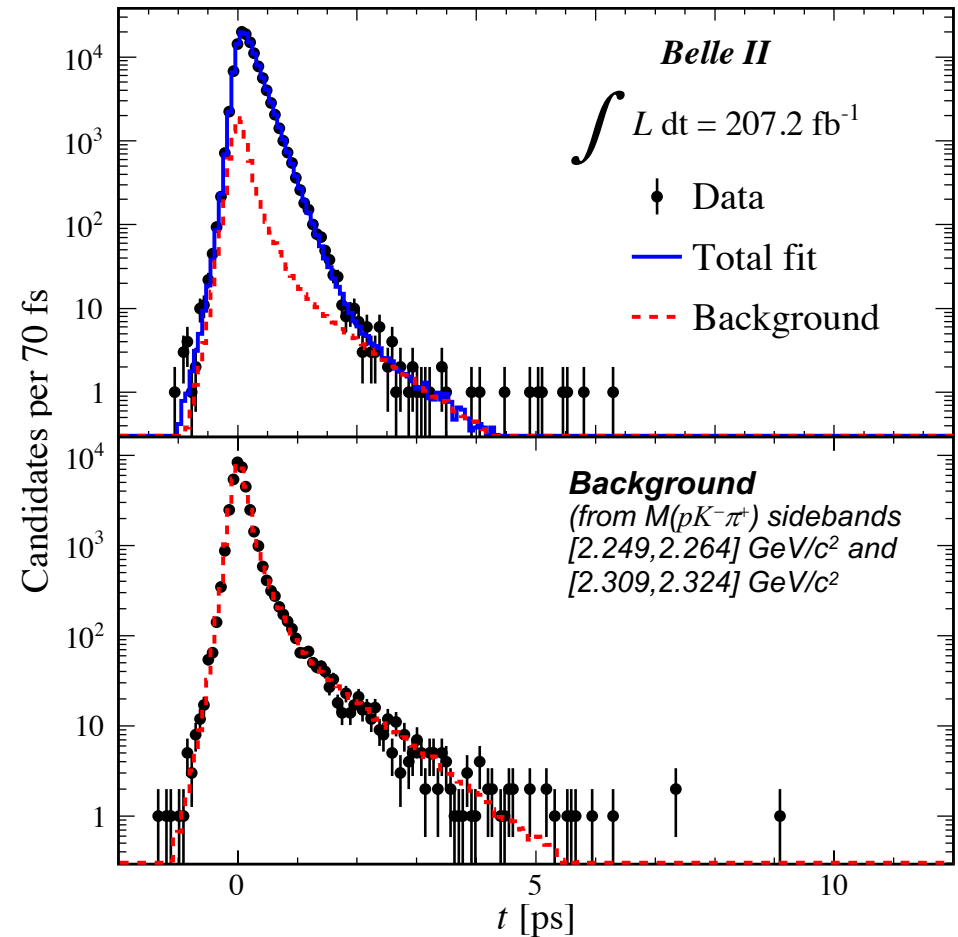 Belle II
∫ L dt = 207.2 fb⁻¹
Data
Total fit
Background
Candidates per 70 fs
10⁴
10³
10²
10
1
Background
(from M(pK⁻π⁺) sidebands
[2.249,2.264] GeV/c² and
[2.309,2.324] GeV/c²
10⁴
10³
10²
10
1
0 5 10
t [ps]